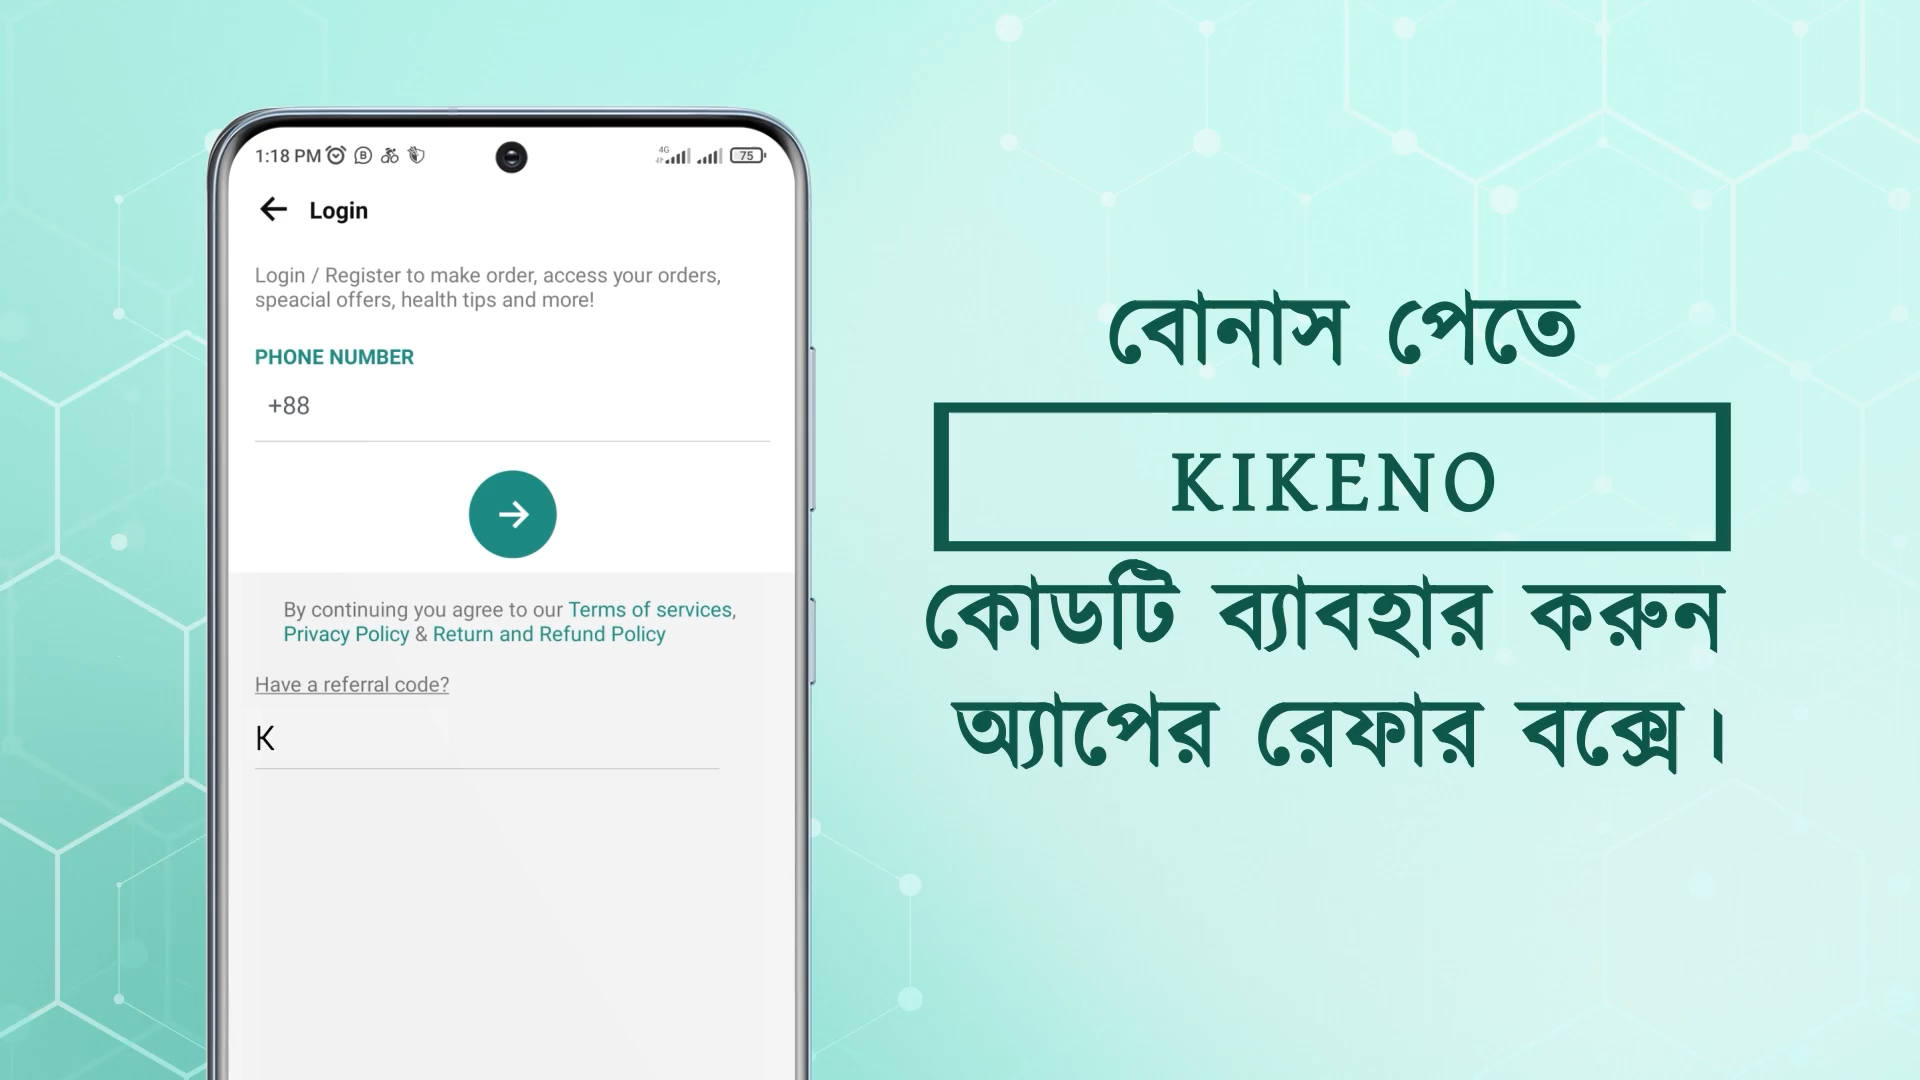 1:18 PM
4G
75
Login
Login / Register to make order, access your orders,
speacial offers, health tips and more!
PHONE NUMBER
+88
By continuing you agree to our Terms of services,
Privacy Policy & Return and Refund Policy
Have a referral code?
K
বোনাস পেতে
KIKENO
কোডটি ব্যাবহার করুন
অ্যাপের রেফার বক্সে।